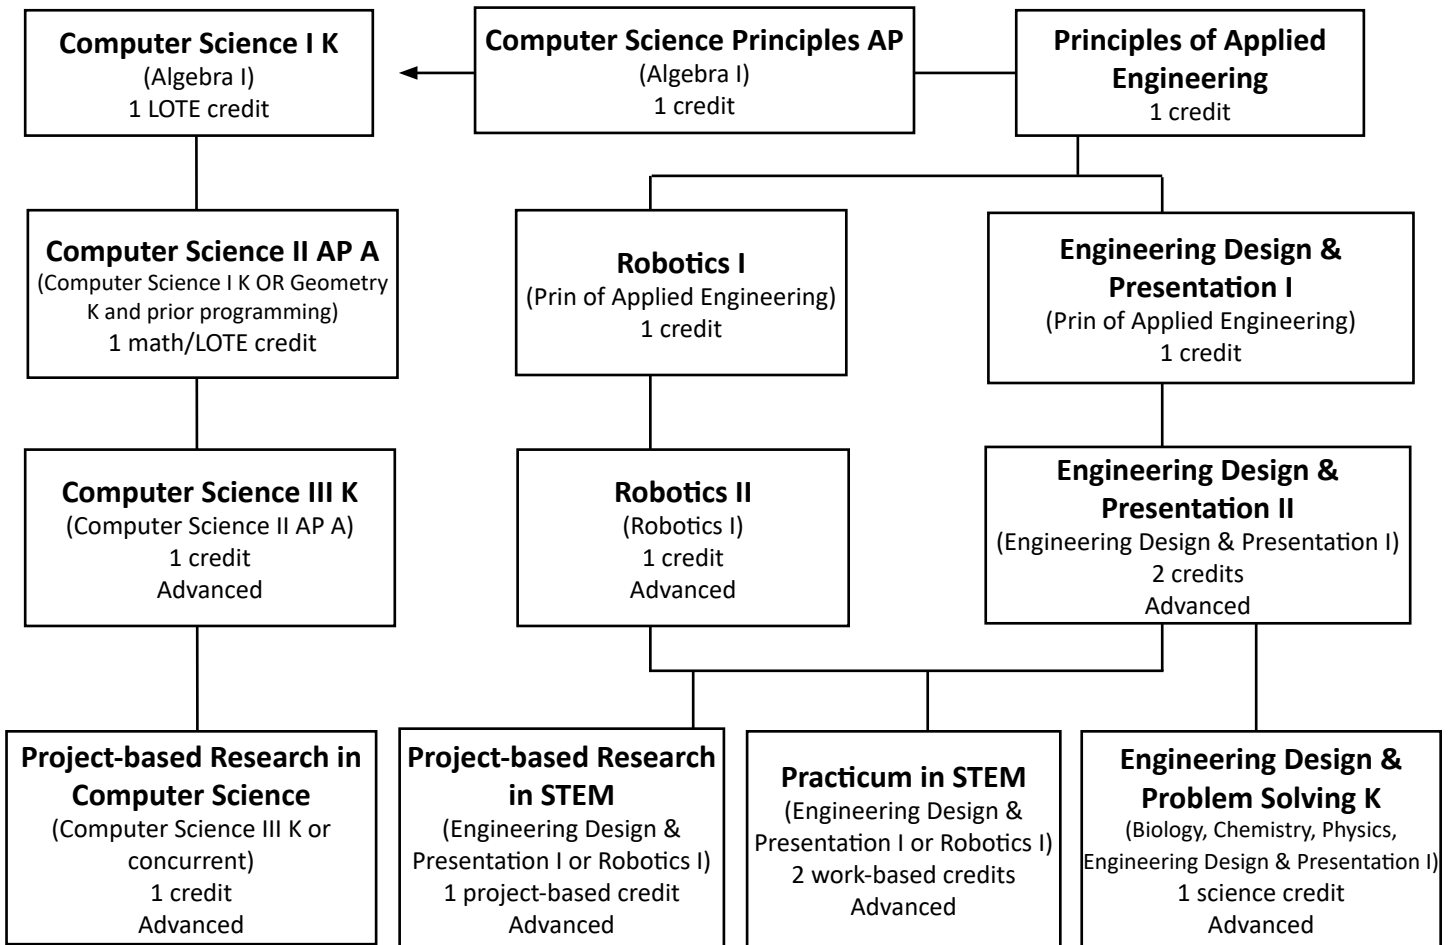 Computer Science I K
(Algebra I)
1 LOTE credit
Computer Science Principles AP
(Algebra I)
1 credit
Principles of Applied
Engineering
1 credit
Computer Science II AP A
(Computer Science I K OR Geometry
K and prior programming)
1 math/LOTE credit
Robotics I
(Prin of Applied Engineering)
1 credit
Engineering Design &
Presentation I
(Prin of Applied Engineering)
1 credit
Computer Science III K
(Computer Science II AP A)
1 credit
Advanced
Robotics II
(Robotics I)
1 credit
Advanced
Engineering Design &
Presentation II
(Engineering Design & Presentation I)
2 credits
Advanced
Project-based Research in
Computer Science
(Computer Science III K or
concurrent)
1 credit
Advanced
Project-based Research
in STEM
(Engineering Design &
Presentation I or Robotics I)
1 project-based credit
Advanced
Practicum in STEM
(Engineering Design &
Presentation I or Robotics I)
2 work-based credits
Advanced
Engineering Design &
Problem Solving K
(Biology, Chemistry, Physics,
Engineering Design & Presentation I)
1 science credit
Advanced